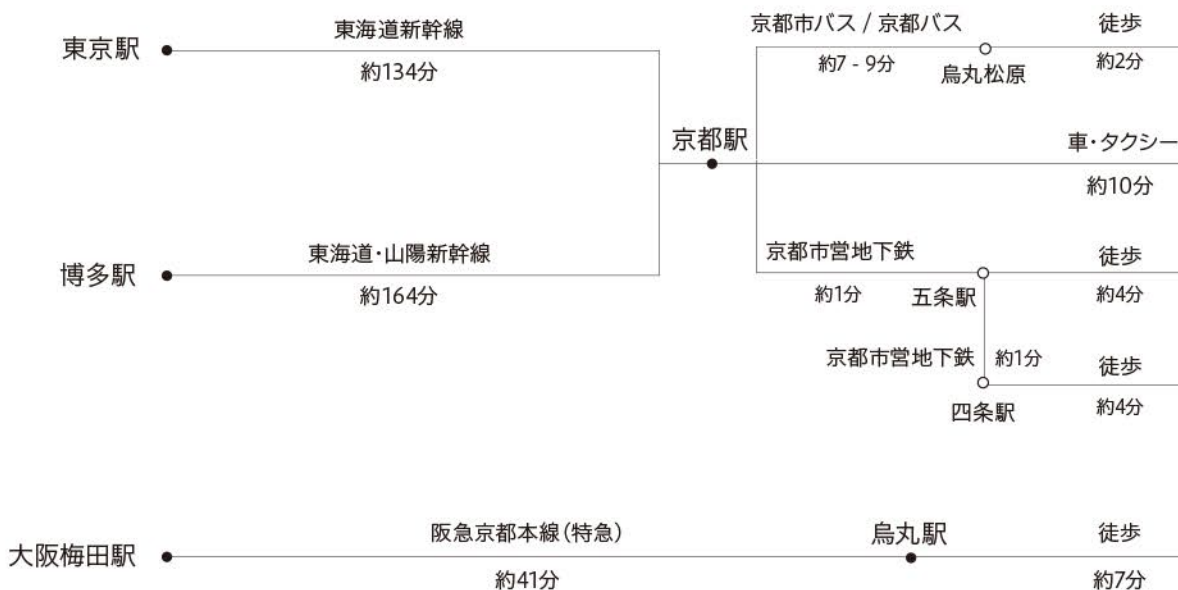 東京駅
東海道新幹線
約134分
博多駅
東海道・山陽新幹線
約164分
京都駅
京都市バス / 京都バス
約7 - 9分
烏丸松原
徒歩
約2分
車・タクシー
約10分
京都市営地下鉄
約1分
五条駅
徒歩
約4分
京都市営地下鉄
約1分
四条駅
徒歩
約4分
大阪梅田駅
阪急京都本線(特急)
約41分
烏丸駅
徒歩
約7分